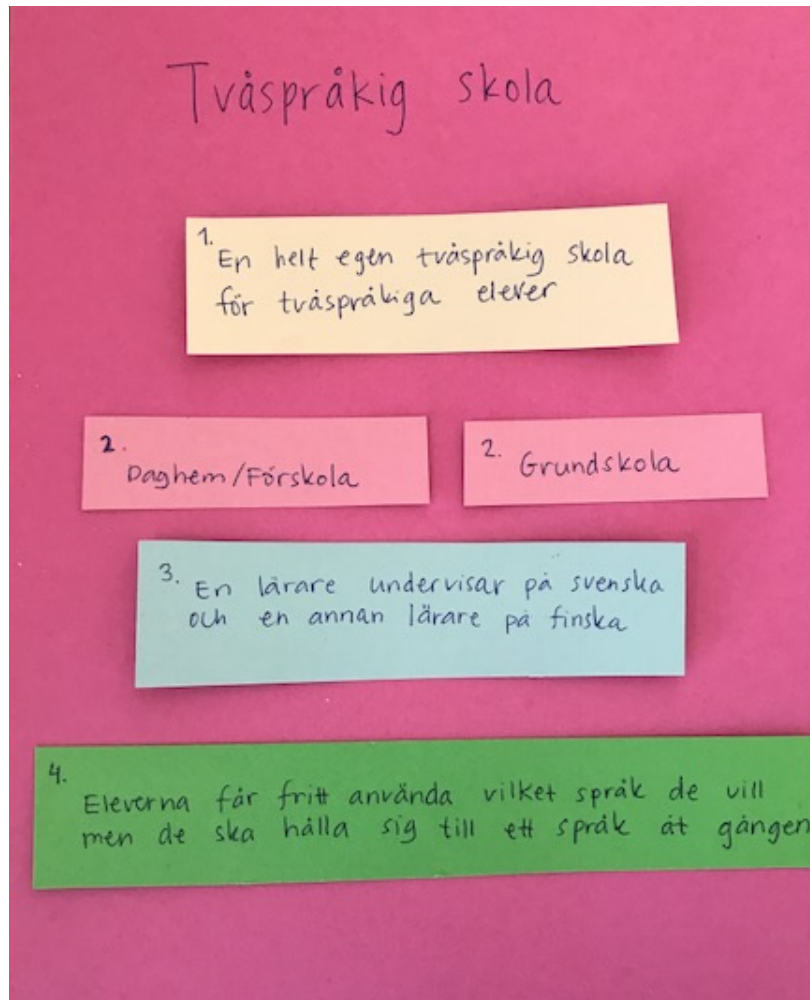 Tvåspråkig skola
1.
En helt egen tvåspråkig skola
för tvåspråkiga elever
2.
Daghem/Förskola
2.
Grundskola
3.
En lärare undervisar på svenska
och en annan lärare på finska
4.
Eleverna får fritt använda vilket språk de vill
men de ska hålla sig till ett språk åt gången